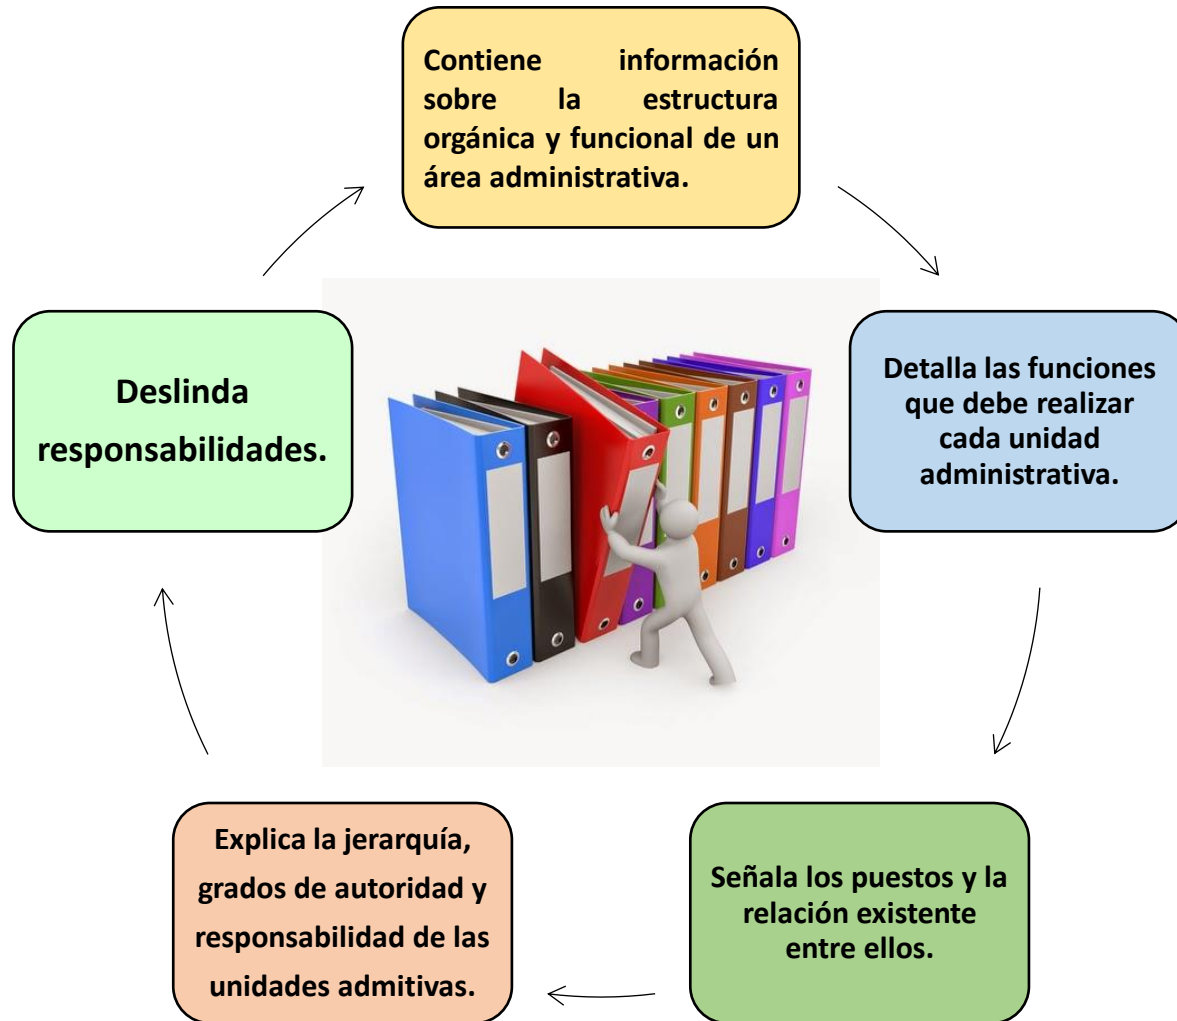 Contiene información
sobre la estructura
orgánica y funcional de un
área administrativa.
Detalla las funciones
que debe realizar
cada unidad
administrativa.
Señala los puestos y la
relación existente
entre ellos.
Explica la jerarquía,
grados de autoridad y
responsabilidad de las
unidades admitivas.
Deslinda
responsabilidades.